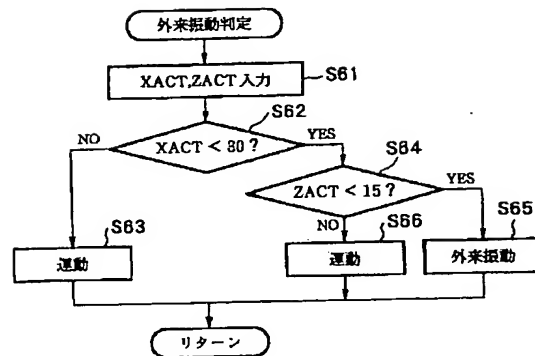 外来振動判定
XACT,ZACT 入力
S61
S62
XACT < 80 ?
NO
YES
S64
ZACT < 15 ?
YES
NO
S63
運動
S66
運動
S65
外来振動
リターン